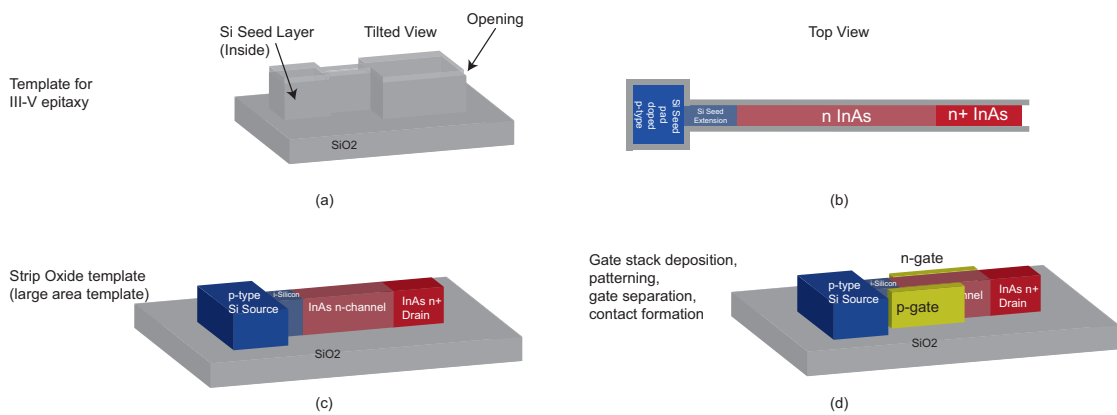 Template for
III-V epitaxy
Si Seed Layer
(Inside)
Tilted View
Opening
SiO2
(a)
Top View
Si Seed
pad
doped
p-type
Si Seed
Extension
n InAs
n+ InAs
(b)
Strip Oxide template
(large area template)
p-type
Si Source
i-Silicon
InAs n-channel
InAs n+
Drain
SiO2
(c)
Gate stack deposition,
patterning,
gate separation,
contact formation
n-gate
p-type
Si Source
i-Silicon
p-gate
nnel
InAs n+
Drain
SiO2
(d)